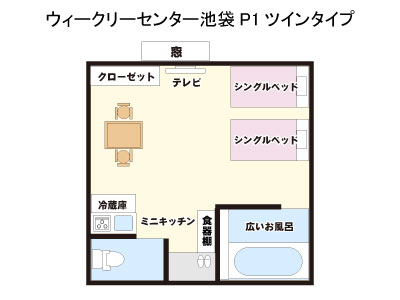 ウィークリーセンター池袋 P1 ツインタイプ
窓
クローゼット
テレビ
シングルベッド
シングルベッド
冷蔵庫
ミニキッチン
食器棚
広いお風呂